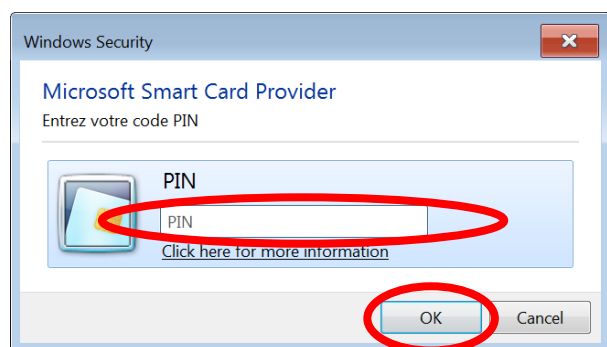 Windows Security
Microsoft Smart Card Provider
Entrez votre code PIN
PIN
PIN
Click here for more information
OK
Cancel